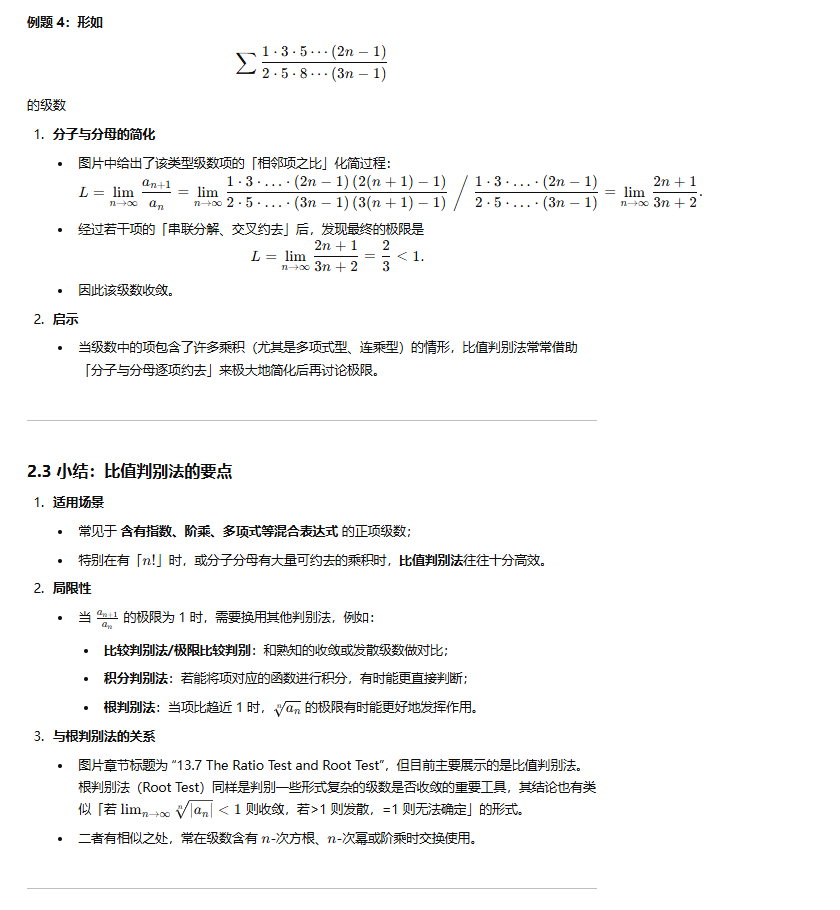 例题 4：形如
∑ \frac{1·3·5···(2n − 1)}{2·5·8···(3n − 1)}
的级数
1. 分子与分母的简化
• 图片中给出了该类型级数项的「相邻项之比」化简过程：
L = \lim_{n→∞} \frac{a_{n+1}}{a_n} = \lim_{n→∞} \frac{1·3·....·(2n − 1)(2(n + 1) − 1)}{2·5·....·(3n − 1)(3(n + 1) − 1)} / \frac{1·3·....·(2n − 1)}{2·5·....·(3n − 1)} = \lim_{n→∞} \frac{2n + 1}{3n + 2}.
• 经过若干项的「串联分解、交叉约去」后，发现最终的极限是
L = \lim_{n→∞} \frac{2n + 1}{3n + 2} = \frac{2}{3} < 1.
• 因此该级数收敛。
2. 启示
• 当级数中的项包含了许多乘积（尤其是多项式型、连乘型）的情形，比值判别法常常借助
「分子与分母逐项约去」来极大地简化后再讨论极限。
2.3 小结：比值判别法的要点
1. 适用场景
• 常见于 含有指数、阶乘、多项式等混合表达式 的正项级数；
• 特别在有「n!」时，或分子分母有大量可约去的乘积时，比值判别法往往十分高效。
2. 局限性
• 当 \frac{a_{n+1}}{a_n} 的极限为 1 时，需要换用其他判别法，例如：
• 比较判别法/极限比较判别：和熟知的收敛或发散级数做对比；
• 积分判别法：若能将项对应的函数进行积分，有时能更直接判断；
• 根判别法：当项比趋近 1 时，\sqrt[n]{a_n} 的极限有时能更好地发挥作用。
3. 与根判别法的关系
• 图片章节标题为 “13.7 The Ratio Test and Root Test”，但目前主要展示的是比值判别法。
根判别法（Root Test）同样是判别一些形式复杂的级数是否收敛的重要工具，其结论也有类
似「若 \lim_{n→∞} \sqrt[n]{|a_n|} < 1 则收敛，若>1 则发散，=1 则无法确定」的形式。
• 二者有相似之处，常在级数含有 n-次方根、n-次幂或阶乘时交换使用。